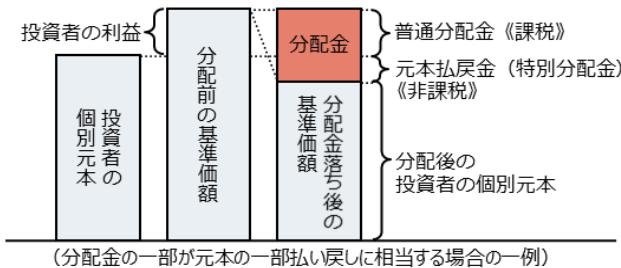 投資者の利益
投資者の
個別元本
分配前の基準価額
分配金
分配金落ち後の
基準価額
普通分配金《課税》
元本払戻金（特別分配金）
《非課税》
分配後の
投資者の個別元本
（分配金の一部が元本の一部払い戻しに相当する場合の一例）